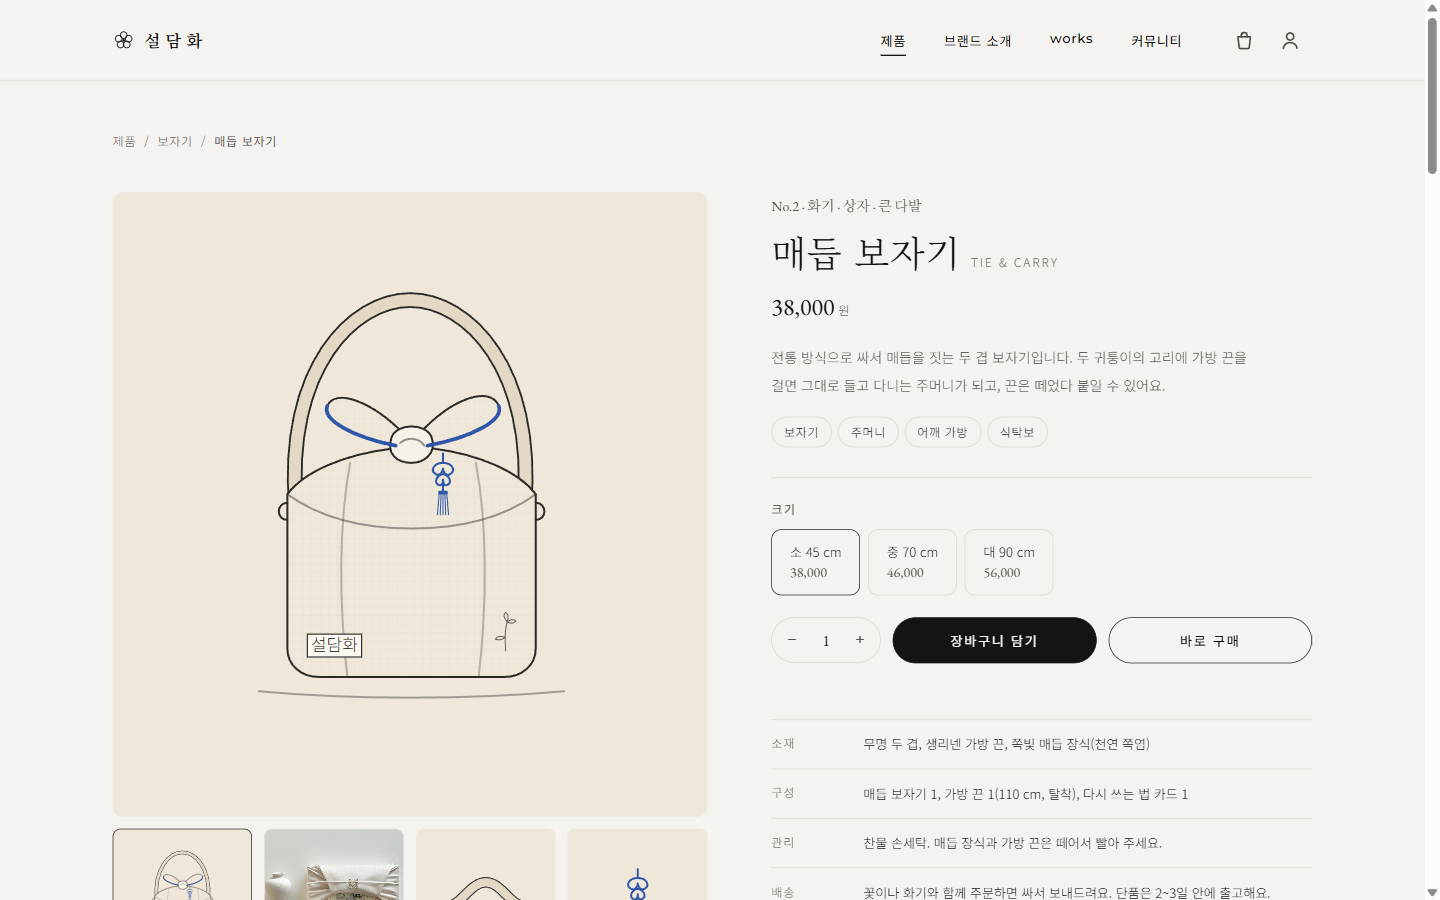 설담화
제품
브랜드 소개
works
커뮤니티
제품 / 보자기 / 매듭 보자기
No.2 · 화기 · 상자 · 큰 다발
매듭 보자기 TIE & CARRY
38,000 원
전통 방식으로 싸서 매듭을 짓는 두 겹 보자기입니다. 두 귀퉁이의 고리에 가방 끈을
걸면 그대로 들고 다니는 주머니가 되고, 끈은 떼었다 붙일 수 있어요.
보자기
주머니
어깨 가방
식탁보
크기
소 45 cm
38,000
중 70 cm
46,000
대 90 cm
56,000
− 1 +
장바구니 담기
바로 구매
설담화
소재 무명 두 겹, 생리넨 가방 끈, 쪽빛 매듭 장식(천연 쪽염)
구성 매듭 보자기 1, 가방 끈 1(110 cm, 탈착), 다시 쓰는 법 카드 1
관리 찬물 손세탁. 매듭 장식과 가방 끈은 떼어서 빨아 주세요.
배송 꽃이나 화기와 함께 주문하면 싸서 보내드려요. 단품은 2~3일 안에 출고해요.